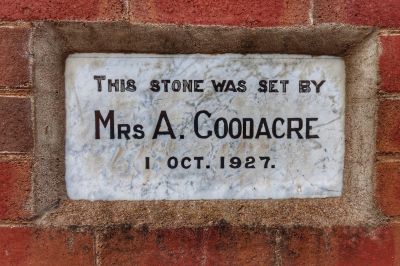 THIS STONE WAS SET BY
MRS A. GOODACRE
1 OCT. 1927.